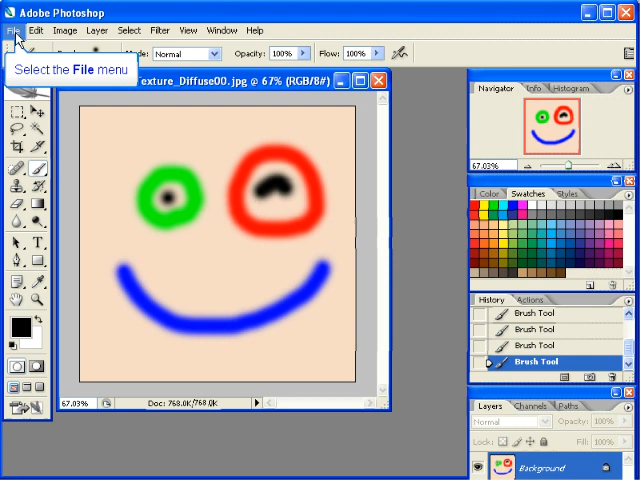 Adobe Photoshop
File Edit Image Layer Select Filter View Window Help
Mode: Normal Opacity: 100% Flow: 100%
Select the File menu
Texture_Diffuse00.jpg @ 67% (RGB/8#)
Navigator Info Histogram
67.03%
Color Swatches Styles
History Actions
Brush Tool
Brush Tool
Brush Tool
Brush Tool
67.03% Doc: 768.0K/768.0K
Layers Channels Paths
Normal Opacity: 100%
Lock: Fill: 100%
Background